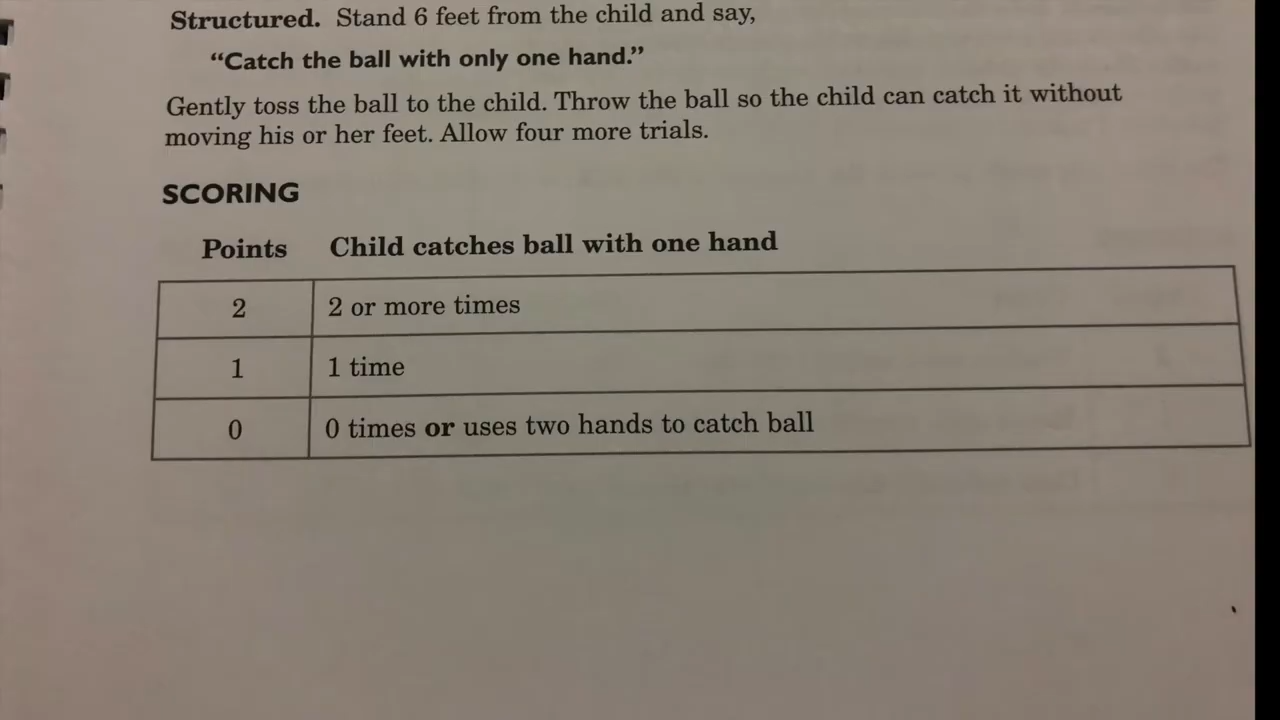 Structured. Stand 6 feet from the child and say,
“Catch the ball with only one hand.”
Gently toss the ball to the child. Throw the ball so the child can catch it without
moving his or her feet. Allow four more trials.
SCORING
Points Child catches ball with one hand
2 2 or more times
1 1 time
0 0 times or uses two hands to catch ball